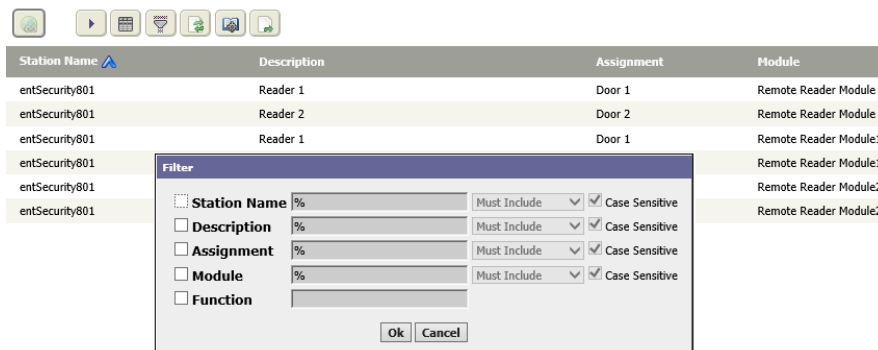 Station Name Description Assignment Module
entSecurity801 Reader 1 Door 1 Remote Reader Module
entSecurity801 Reader 2 Door 2 Remote Reader Module
entSecurity801 Reader 1 Door 1 Remote Reader Module1
entSecurity801 Remote Reader Module1
entSecurity801 Remote Reader Module2
entSecurity801 Remote Reader Module2
Filter
Station Name % Must Include Case Sensitive
Description % Must Include Case Sensitive
Assignment % Must Include Case Sensitive
Module % Must Include Case Sensitive
Function
Ok Cancel